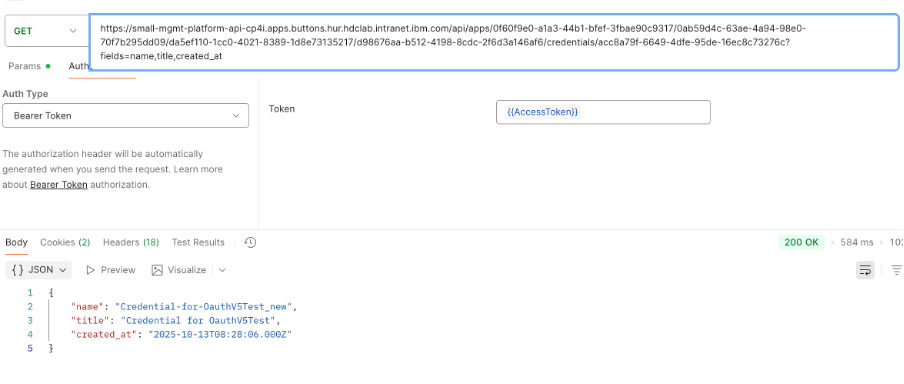 GET
https://small-mgmt-platform-api-cp4i.apps.buttons.hur.hdclab.intranet.ibm.com/api/apps/0f60f9e0-a1a3-44b1-bfef-3fbae90c9317/0ab59d4c-63ae-4a94-98e0-
70f7b295dd09/da5ef110-1cc0-4021-8389-1d8e73135217/d98676aa-b512-4198-8cdc-2f6d3a146af6/credentials/acc8a79f-6649-4dfe-95de-16ec8c73276c?
fields=name,title,created_at
Params
Auth Type
Bearer Token
Token
{{AccessToken}}
The authorization header will be automatically
generated when you send the request. Learn more
about Bearer Token authorization.
Body Cookies (2) Headers (18) Test Results
200 OK • 584 ms •
{} JSON Preview Visualize
1 {
2 "name": "Credential-for-OauthV5Test_new",
3 "title": "Credential for OauthV5Test",
4 "created_at": "2025-10-13T08:28:06.000Z"
5 }